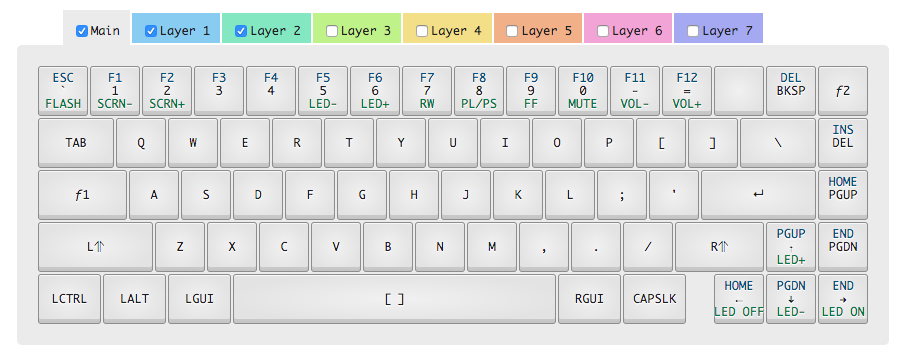 Main Layer 1 Layer 2 Layer 3 Layer 4 Layer 5 Layer 6 Layer 7
ESC F1 F2 F3 F4 F5 F6 F7 F8 F9 F10 F11 F12 DEL
` 1 2 3 4 5 6 7 8 9 0 - = BKSP ƒ2
FLASH SCRN- SCRN+ LED- LED+ RW PL/PS FF MUTE VOL- VOL+
TAB Q W E R T Y U I O P [ ] \ INS
DEL
ƒ1 A S D F G H J K L ; ' ↵ HOME
PGUP
L⇑ Z X C V B N M , . / R⇑ PGUP END
PGDN
LED+
LCTRL LALT LGUI [ ] RGUI CAPSLK HOME PGDN END
← ↓ →
LED OFF LED- LED ON